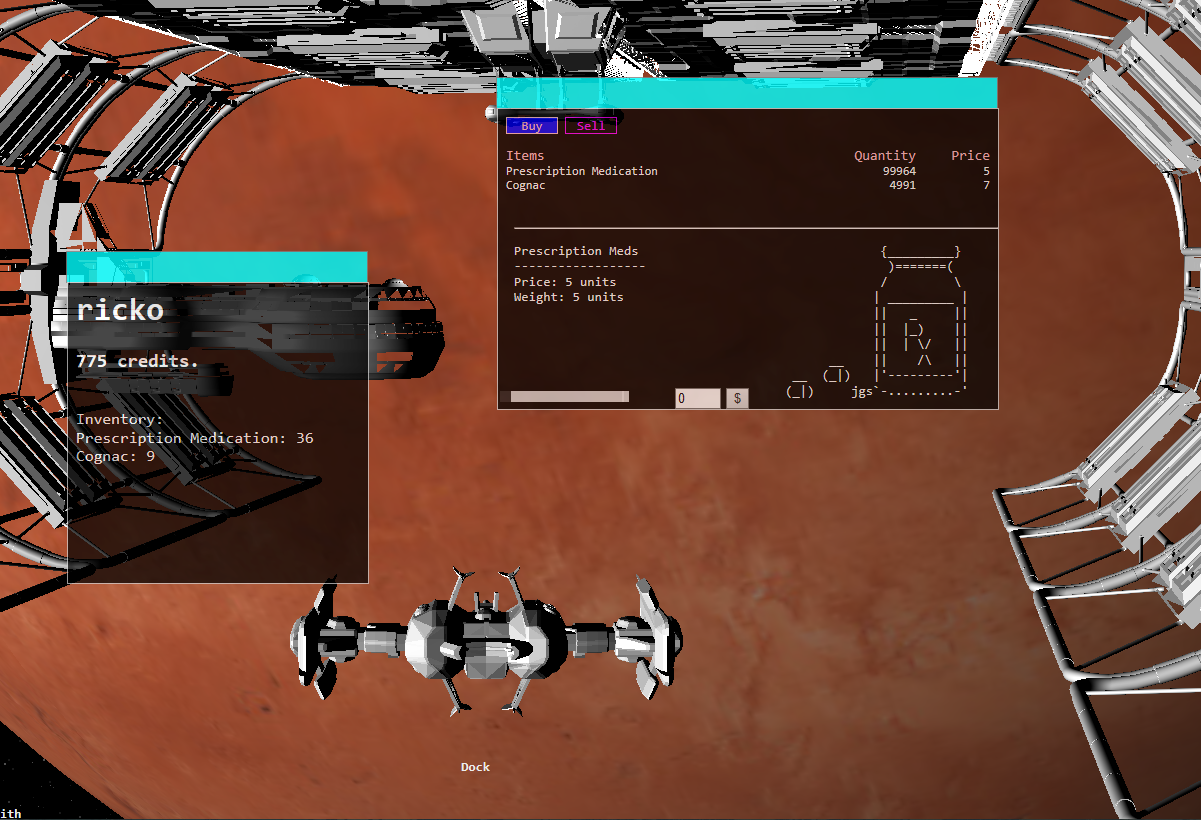 Buy Sell
Items Quantity Price
Prescription Medication 99964 5
Cognac 4991 7
Prescription Meds
------------------
Price: 5 units
Weight: 5 units
0 $
jgs
ricko
775 credits.
Inventory:
Prescription Medication: 36
Cognac: 9
Dock
ith